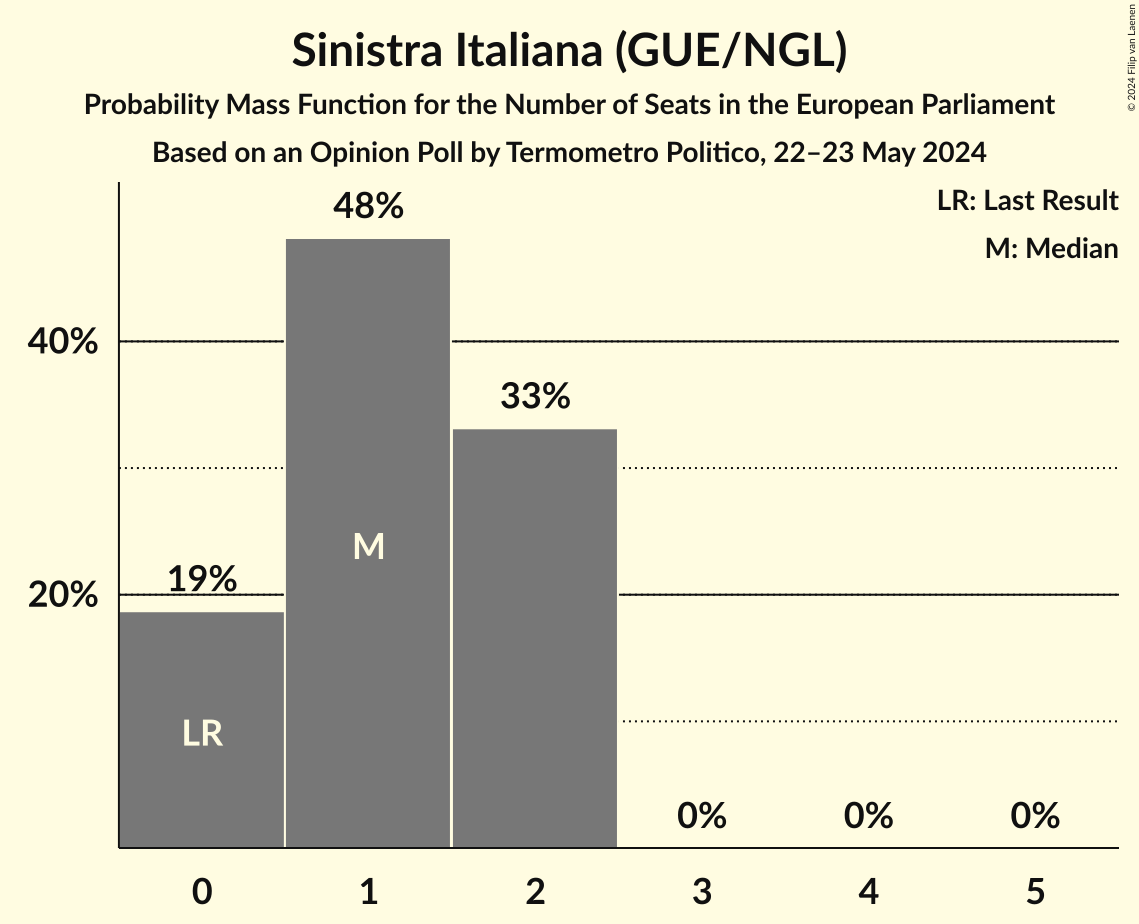 Sinistra Italiana (GUE/NGL)
Probability Mass Function for the Number of Seats in the European Parliament
Based on an Opinion Poll by Termometro Politico, 22–23 May 2024
© 2024 Filip van Laenen
LR: Last Result
M: Median
48%
40%
33%
M
19%
20%
LR
0% 0% 0%
0 1 2 3 4 5